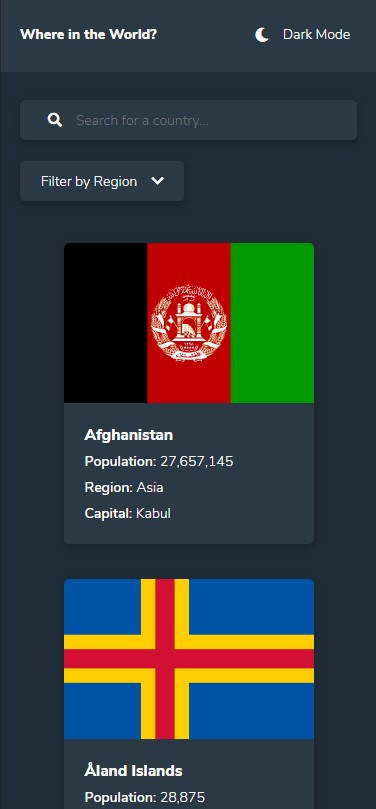 Where in the World?
Dark Mode
Search for a country...
Filter by Region
Afghanistan
Population: 27,657,145
Region: Asia
Capital: Kabul
Åland Islands
Population: 28,875